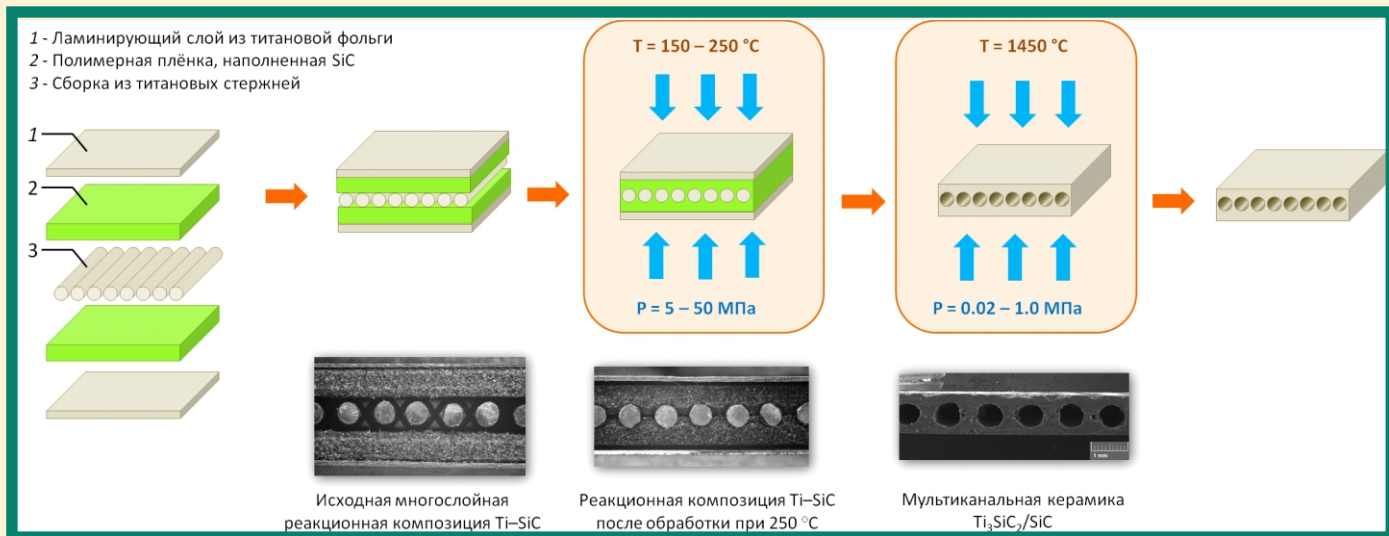 1 - Ламинирующий слой из титановой фольги
2 - Полимерная плёнка, наполненная SiC
3 - Сборка из титановых стержней
1
2
3
T = 150 – 250 °C
P = 5 – 50 МПа
T = 1450 °C
P = 0.02 – 1.0 МПа
1 mm
Исходная многослойная
реакционная композиция Ti–SiC
Реакционная композиция Ti–SiC
после обработки при 250 °C
Мультиканальная керамика
Ti₃SiC₂/SiC